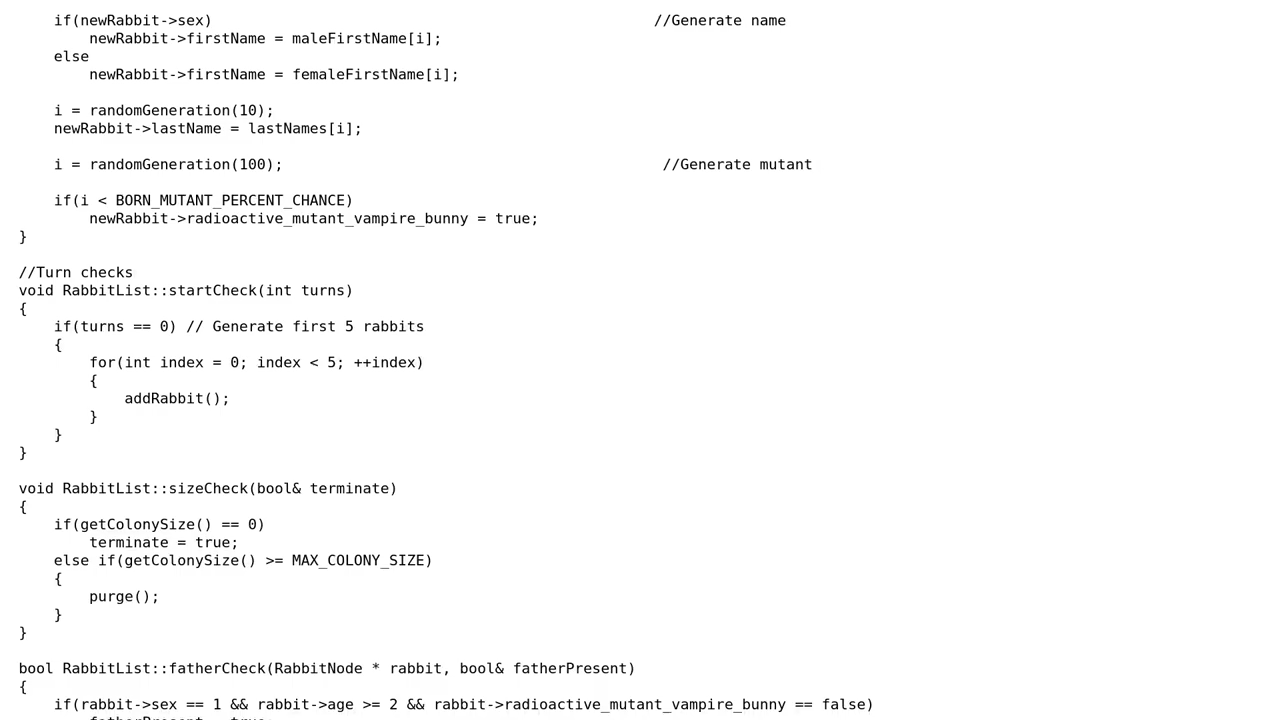 if(newRabbit->sex) //Generate name
newRabbit->firstName = maleFirstName[i];
else
newRabbit->firstName = femaleFirstName[i];
i = randomGeneration(10);
newRabbit->lastName = lastNames[i];
i = randomGeneration(100); //Generate mutant
if(i < BORN_MUTANT_PERCENT_CHANCE)
newRabbit->radioactive_mutant_vampire_bunny = true;
}
//Turn checks
void RabbitList::startCheck(int turns)
{
if(turns == 0) // Generate first 5 rabbits
{
for(int index = 0; index < 5; ++index)
{
addRabbit();
}
}
}
void RabbitList::sizeCheck(bool& terminate)
{
if(getColonySize() == 0)
terminate = true;
else if(getColonySize() >= MAX_COLONY_SIZE)
{
purge();
}
}
bool RabbitList::fatherCheck(RabbitNode * rabbit, bool& fatherPresent)
{
if(rabbit->sex == 1 && rabbit->age >= 2 && rabbit->radioactive_mutant_vampire_bunny == false)
fatherPresent = true;